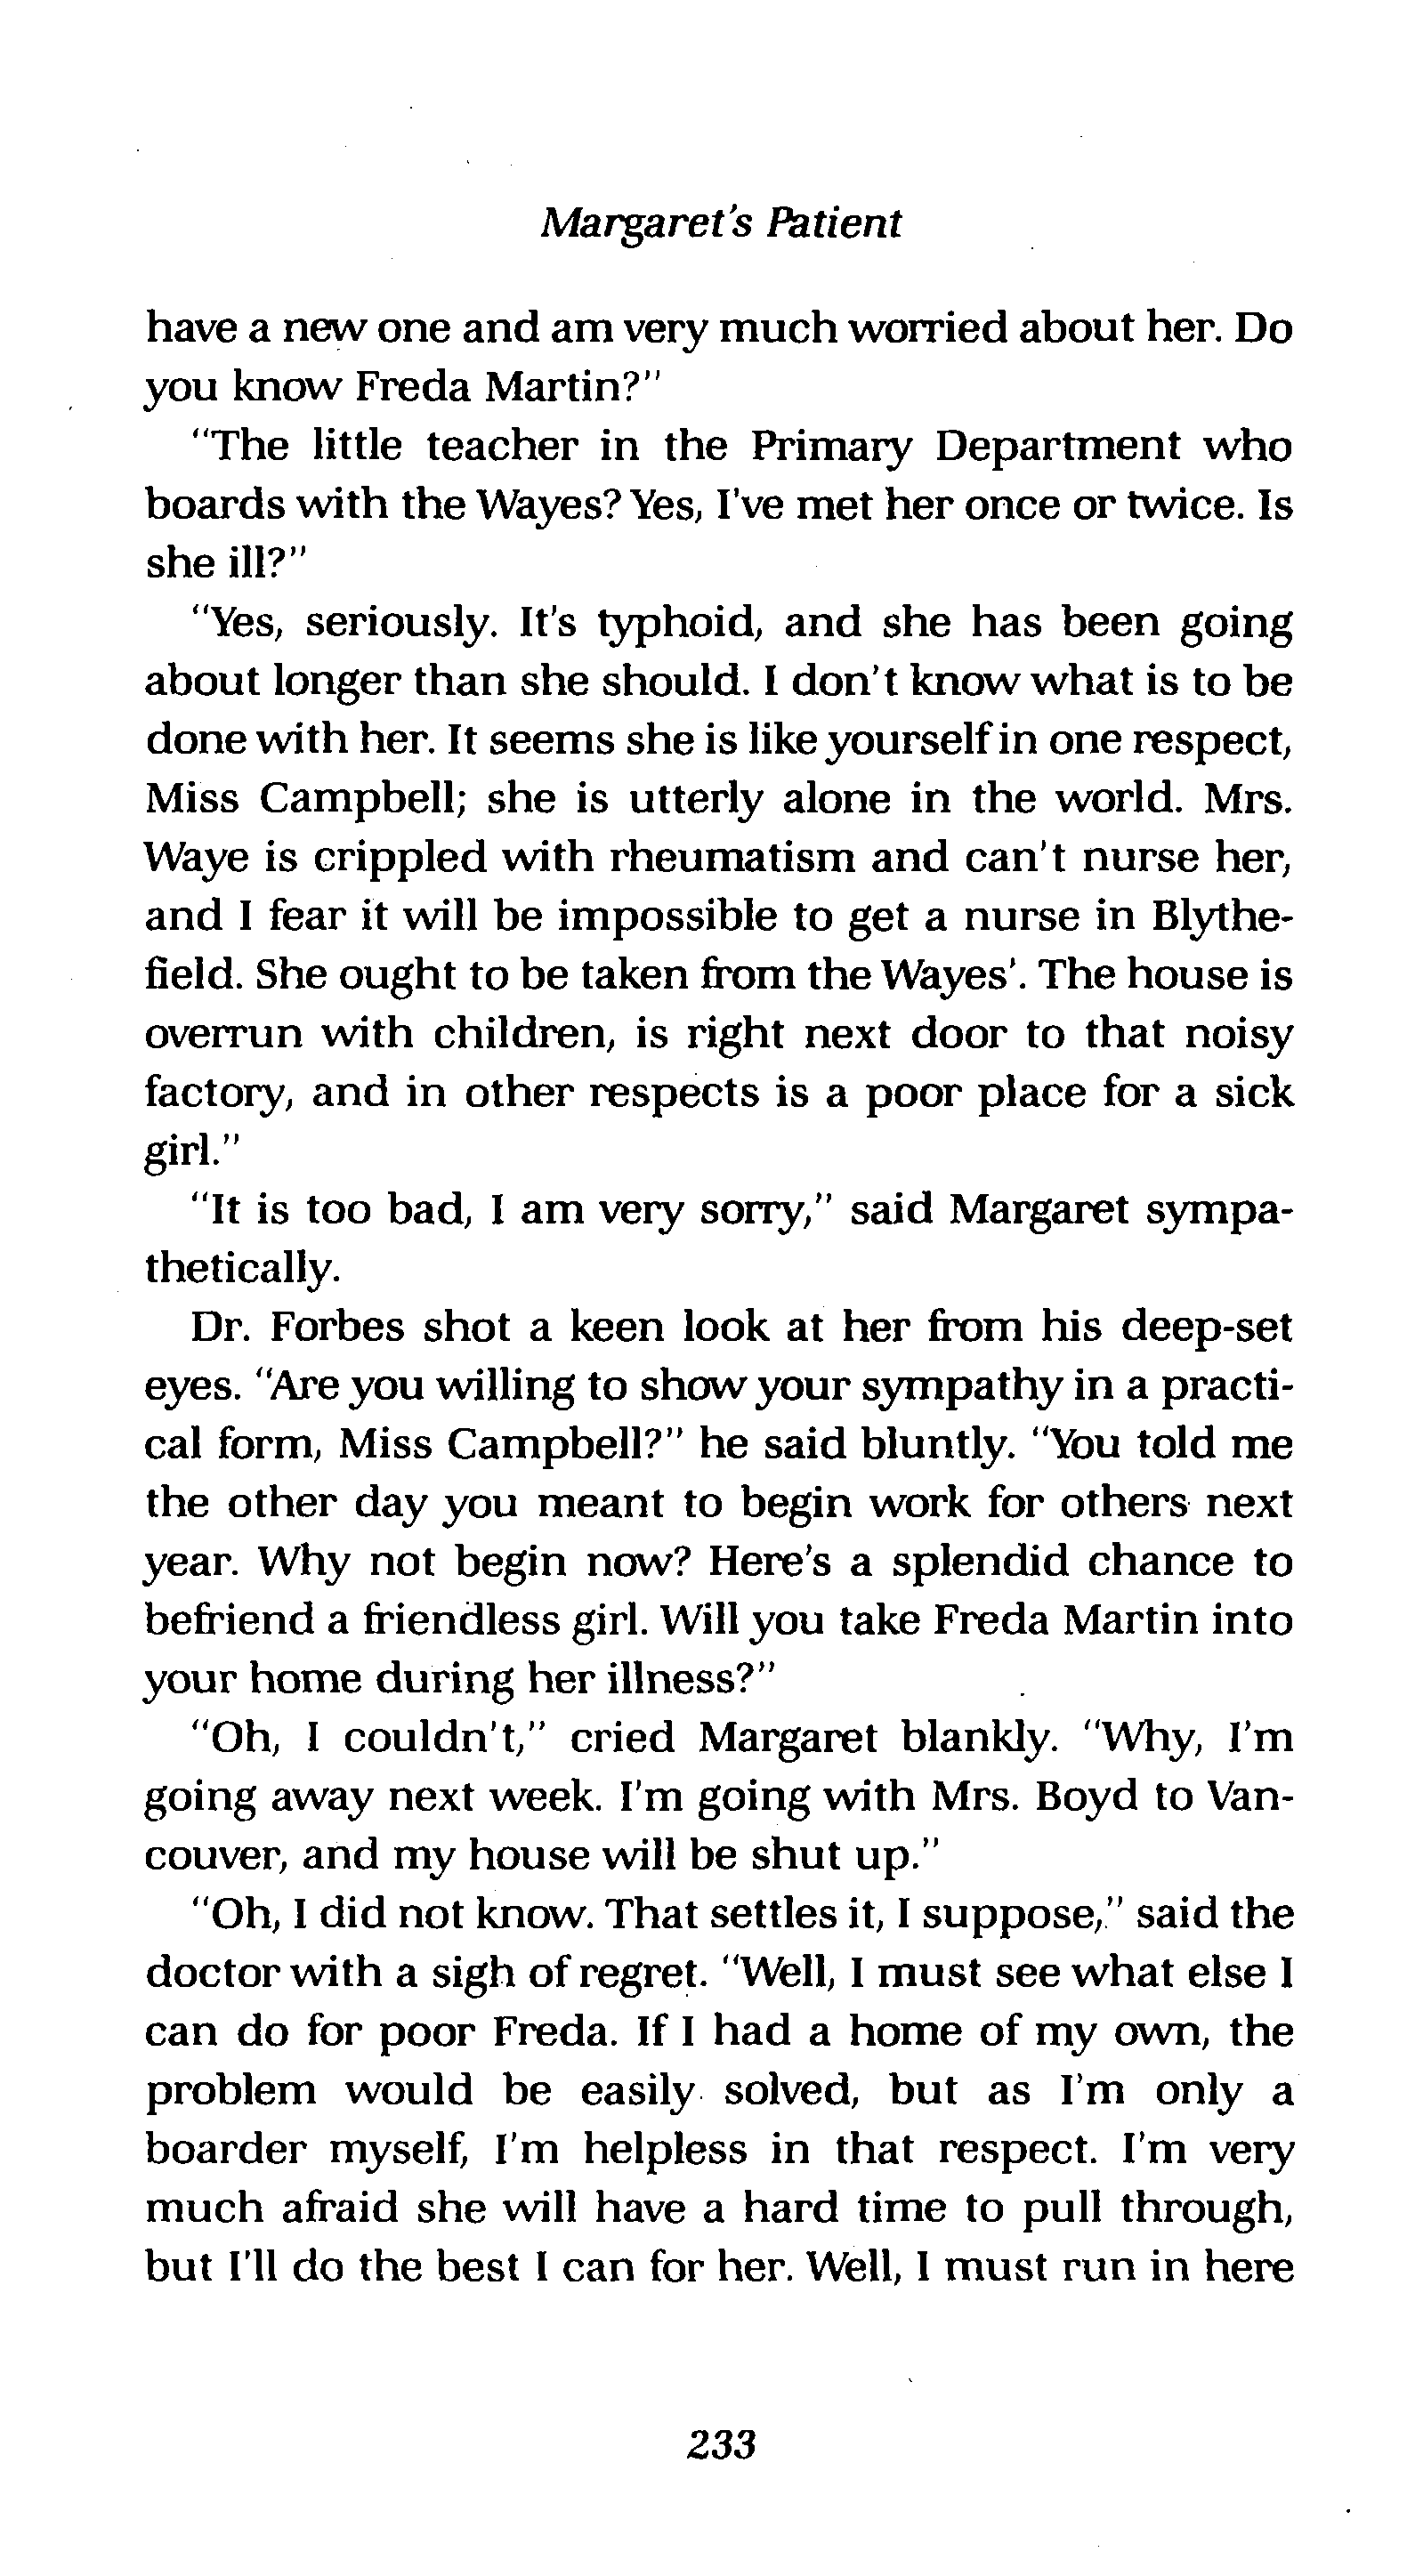 Margaret's Patient
have a new one and am very much worried about her. Do
you know Freda Martin?"
"The little teacher in the Primary Department who
boards with the Wayes? Yes, I've met her once or twice. Is
she ill?"
"Yes, seriously. It's typhoid, and she has been going
about longer than she should. I don't know what is to be
done with her. It seems she is like yourself in one respect,
Miss Campbell; she is utterly alone in the world. Mrs.
Waye is crippled with rheumatism and can't nurse her,
and I fear it will be impossible to get a nurse in Blythe-
field. She ought to be taken from the Wayes'. The house is
overrun with children, is right next door to that noisy
factory, and in other respects is a poor place for a sick
girl."
"It is too bad, I am very sorry," said Margaret sympa-
thetically.
Dr. Forbes shot a keen look at her from his deep-set
eyes. "Are you willing to show your sympathy in a practi-
cal form, Miss Campbell?" he said bluntly. "You told me
the other day you meant to begin work for others next
year. Why not begin now? Here's a splendid chance to
befriend a friendless girl. Will you take Freda Martin into
your home during her illness?"
"Oh, I couldn't," cried Margaret blankly. "Why, I'm
going away next week. I'm going with Mrs. Boyd to Van-
couver, and my house will be shut up."
"Oh, I did not know. That settles it, I suppose," said the
doctor with a sigh of regret. "Well, I must see what else I
can do for poor Freda. If I had a home of my own, the
problem would be easily solved, but as I'm only a
boarder myself, I'm helpless in that respect. I'm very
much afraid she will have a hard time to pull through,
but I'll do the best I can for her. Well, I must run in here
233